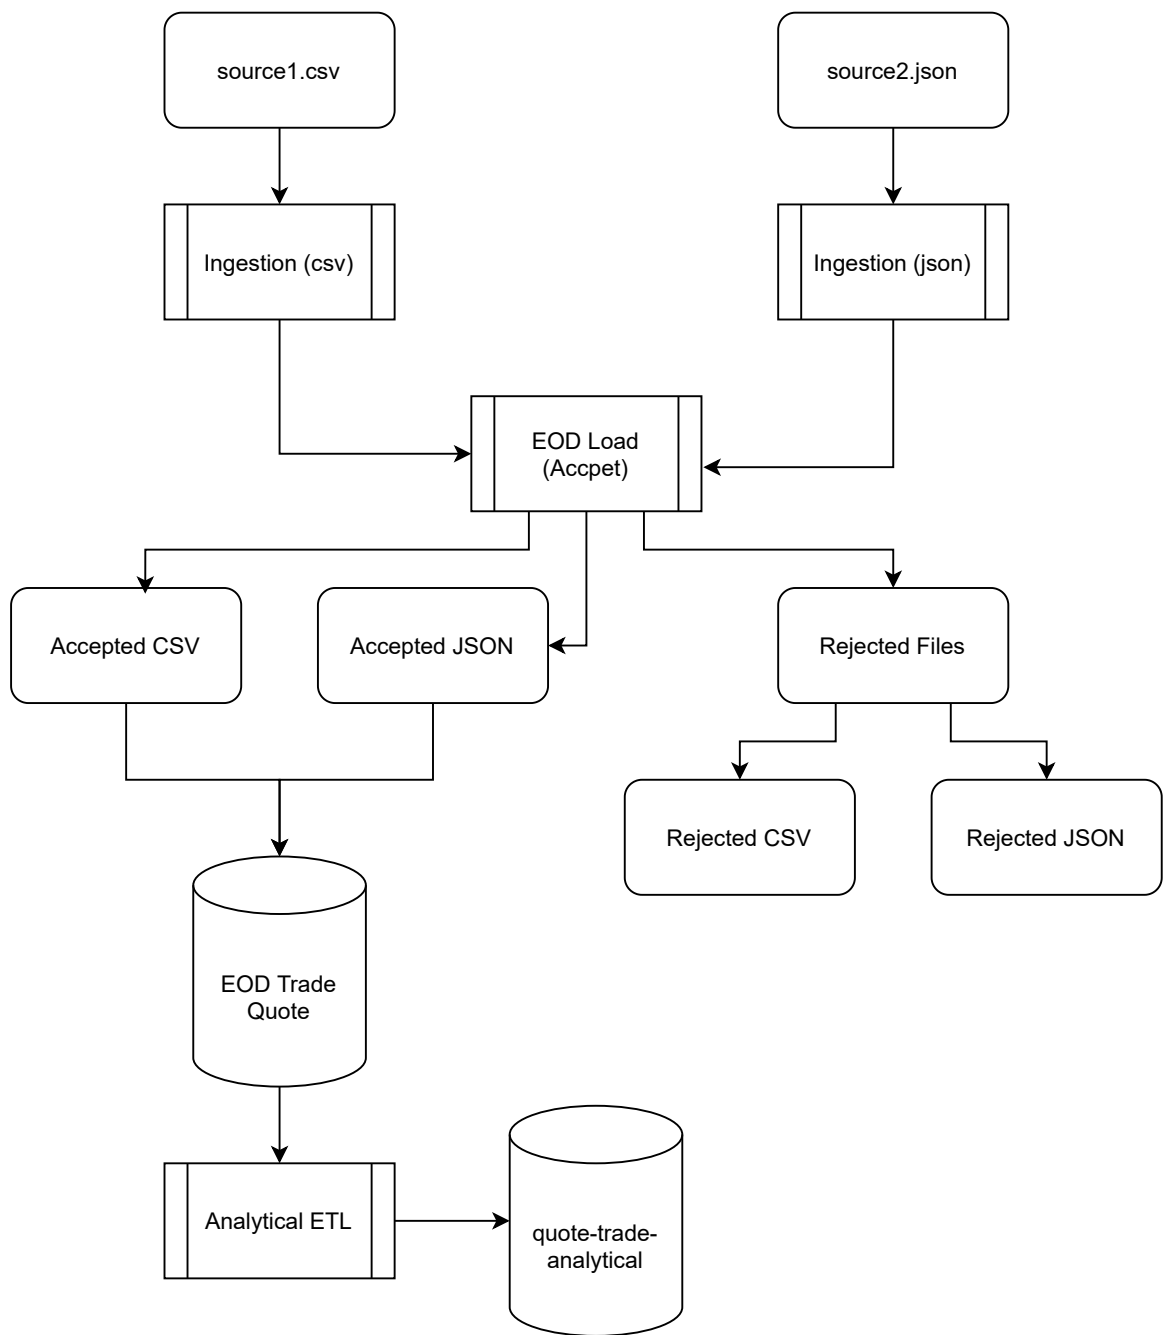 source1.csv
source2.json
Ingestion (csv)
Ingestion (json)
EOD Load
(Accpet)
Accepted CSV
Accepted JSON
Rejected Files
Rejected CSV
Rejected JSON
EOD Trade
Quote
Analytical ETL
quote-trade-
analytical